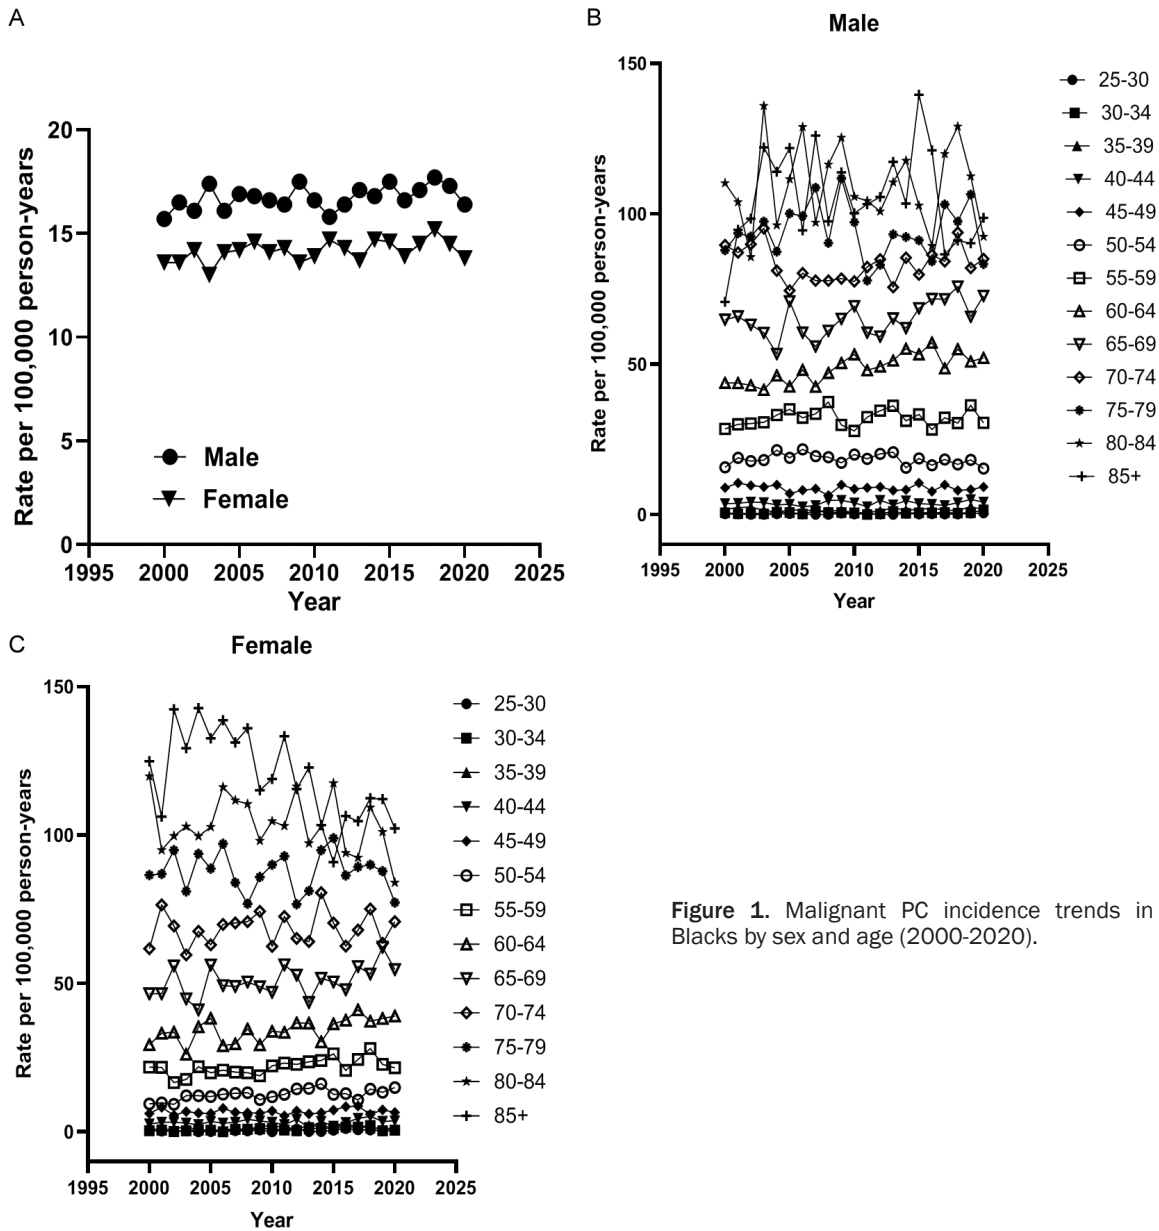 A
20
15
10
5
0
Rate per 100,000 person-years
Male
Female
1995 2000 2005 2010 2015 2020 2025
Year
B
Male
150
100
50
0
Rate per 100,000 person-years
1995 2000 2005 2010 2015 2020 2025
Year
25-30
30-34
35-39
40-44
45-49
50-54
55-59
60-64
65-69
70-74
75-79
80-84
85+
C
Female
150
100
50
0
Rate per 100,000 person-years
1995 2000 2005 2010 2015 2020 2025
Year
25-30
30-34
35-39
40-44
45-49
50-54
55-59
60-64
65-69
70-74
75-79
80-84
85+
Figure 1. Malignant PC incidence trends in
Blacks by sex and age (2000-2020).